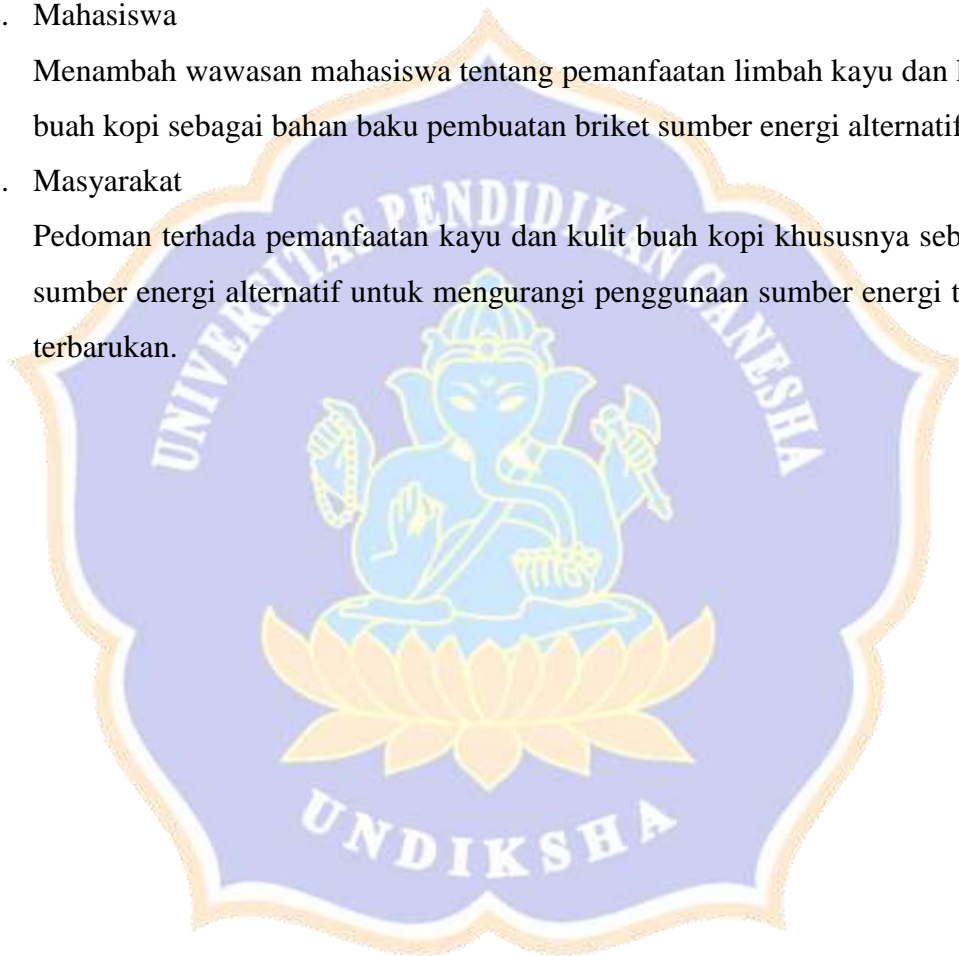 . Mahasiswa
Menambah wawasan mahasiswa tentang pemanfaatan limbah kayu dan
buah kopi sebagai bahan baku pembuatan briket sumber energi alternatif
. Masyarakat
Pedoman terhada pemanfaatan kayu dan kulit buah kopi khususnya
sumber energi alternatif untuk mengurangi penggunaan sumber energi
terbarukan.
UNIVERSITAS PENDIDIKAN GANESHA
UNDIKSHA